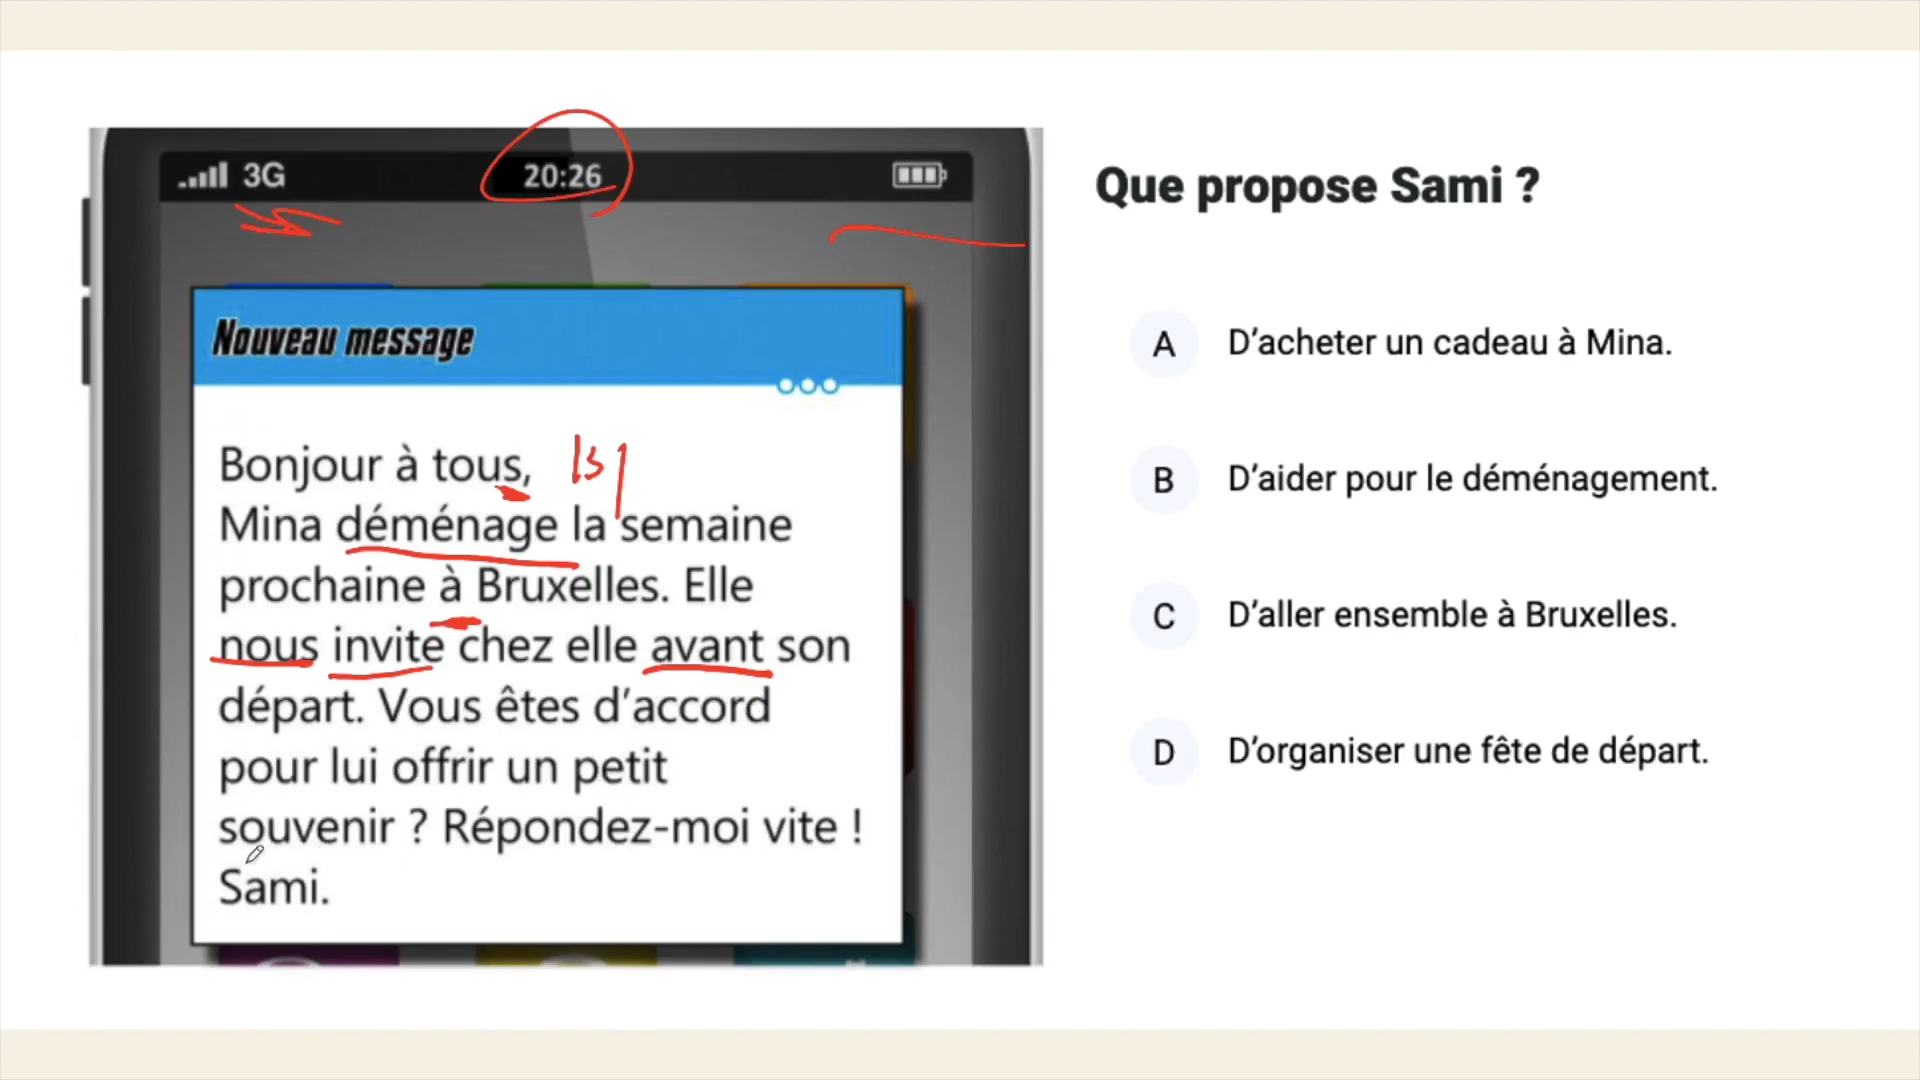 3G 20:26
Nouveau message
Bonjour à tous, |s|
Mina déménage la semaine
prochaine à Bruxelles. Elle
nous invite chez elle avant son
départ. Vous êtes d’accord
pour lui offrir un petit
souvenir ? Répondez-moi vite !
Sami.
Que propose Sami ?
A D’acheter un cadeau à Mina.
B D’aider pour le déménagement.
C D’aller ensemble à Bruxelles.
D D’organiser une fête de départ.